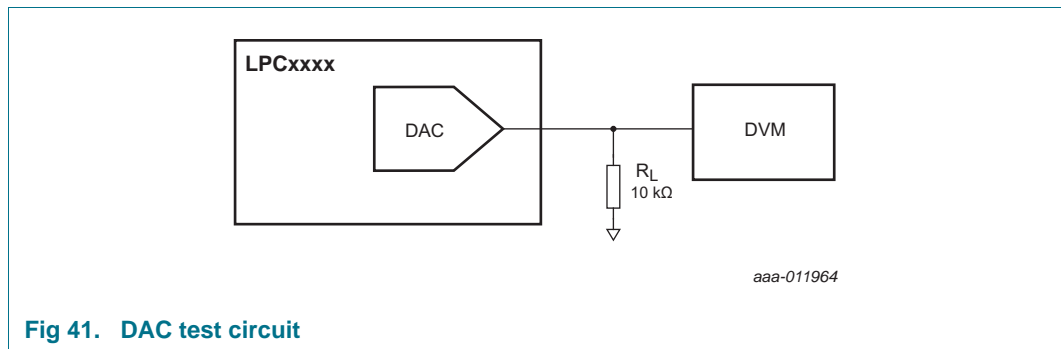 LPCxxxx
DAC
DVM
RL
10 kΩ
aaa-011964
Fig 41. DAC test circuit